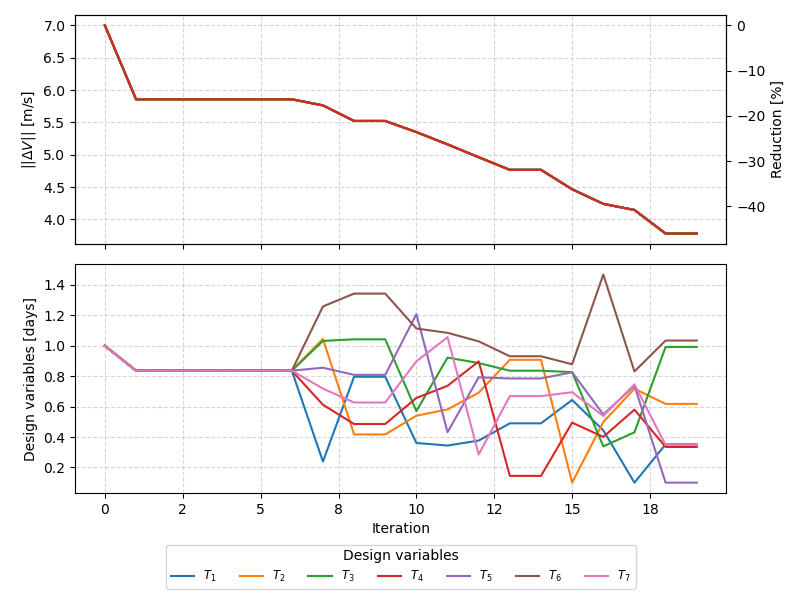 7.0
6.5
6.0
5.5
5.0
4.5
4.0
||ΔV|| [m/s]
0
−10
−20
−30
−40
Reduction [%]
1.4
1.2
1.0
0.8
0.6
0.4
0.2
Design variables [days]
0 2 5 8 10 12 15 18
Iteration
Design variables
T₁ T₂ T₃ T₄ T₅ T₆ T₇